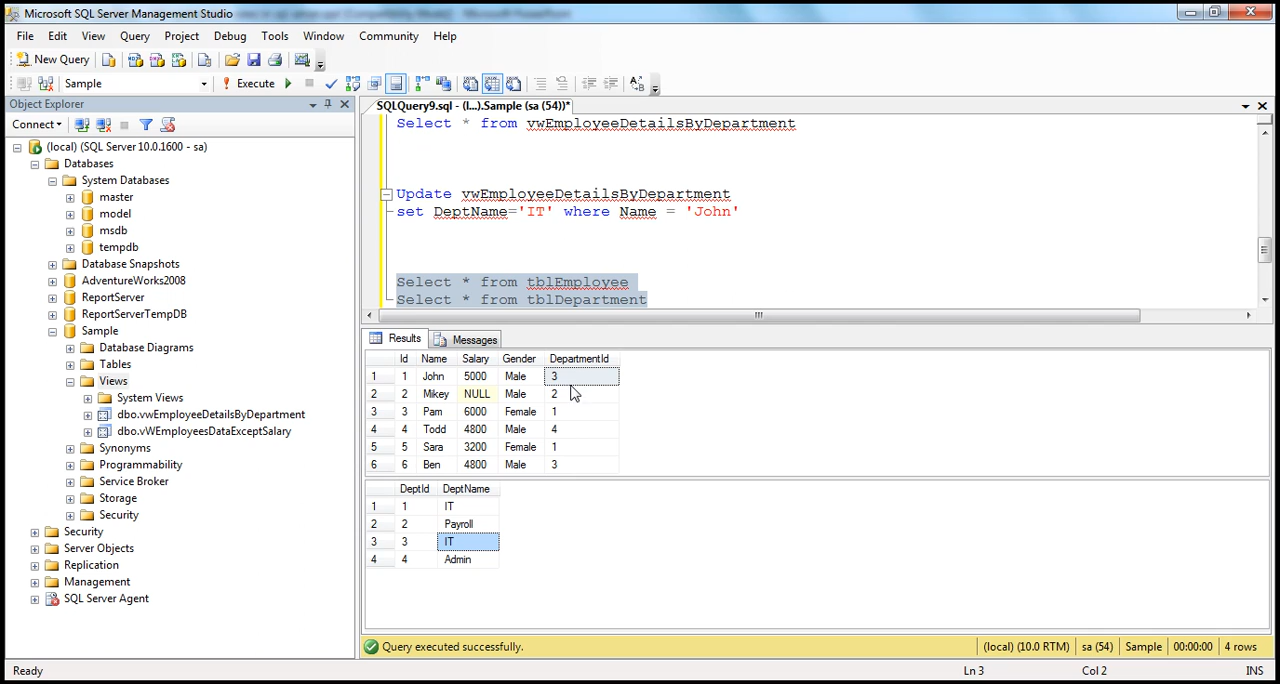 Microsoft SQL Server Management Studio
File Edit View Query Project Debug Tools Window Community Help
New Query
Sample Execute
Object Explorer
Connect
(local) (SQL Server 10.0.1600 - sa)
Databases
System Databases
master
model
msdb
tempdb
Database Snapshots
AdventureWorks2008
ReportServer
ReportServerTempDB
Sample
Database Diagrams
Tables
Views
System Views
dbo.vwEmployeeDetailsByDepartment
dbo.vWEmployeesDataExceptSalary
Synonyms
Programmability
Service Broker
Storage
Security
Security
Server Objects
Replication
Management
SQL Server Agent
SQLQuery9.sql - (l...).Sample (sa (54))*
Select * from vwEmployeeDetailsByDepartment
Update vwEmployeeDetailsByDepartment
set DeptName='IT' where Name = 'John'
Select * from tblEmployee
Select * from tblDepartment
Results Messages
Id Name Salary Gender DepartmentId
1 1 John 5000 Male 3
2 2 Mikey NULL Male 2
3 3 Pam 6000 Female 1
4 4 Todd 4800 Male 4
5 5 Sara 3200 Female 1
6 6 Ben 4800 Male 3
DeptId DeptName
1 1 IT
2 2 Payroll
3 3 IT
4 4 Admin
Query executed successfully. (local) (10.0 RTM) sa (54) Sample 00:00:00 4 rows
Ready Ln 3 Col 2 INS